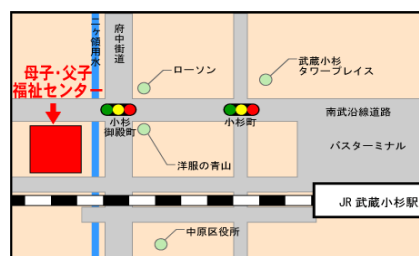 二ヶ領用水
府中街道
母子・父子
福祉センター
ローソン
武蔵小杉
タワープレイス
小杉
御殿町
小杉町
南武沿線道路
洋服の青山
バスターミナル
JR 武蔵小杉駅
中原区役所